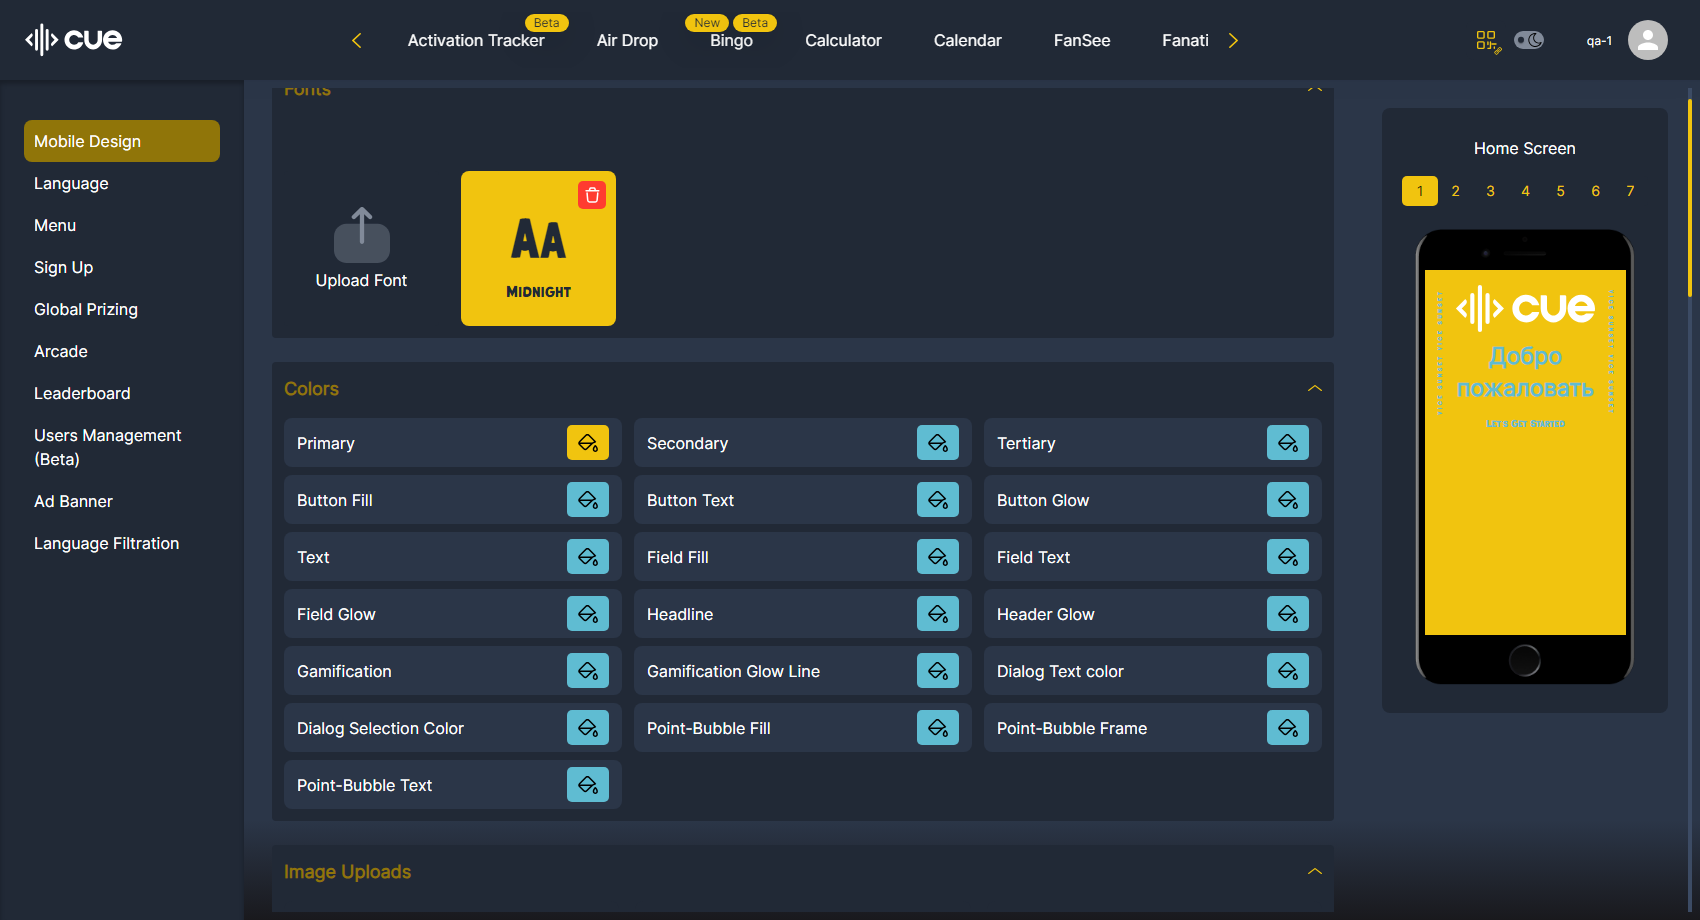 cue
Beta
New
Beta
Activation Tracker
Air Drop
Bingo
Calculator
Calendar
FanSee
Fanati
qa-1
Mobile Design
Language
Menu
Sign Up
Global Prizing
Arcade
Leaderboard
Users Management
(Beta)
Ad Banner
Language Filtration
Fonts
Upload Font
AA
Midnight
Colors
Primary
Secondary
Tertiary
Button Fill
Button Text
Button Glow
Text
Field Fill
Field Text
Field Glow
Headline
Header Glow
Gamification
Gamification Glow Line
Dialog Text color
Dialog Selection Color
Point-Bubble Fill
Point-Bubble Frame
Point-Bubble Text
Image Uploads
Home Screen
1 2 3 4 5 6 7
cue
Добро
пожаловать
Let's Get Started